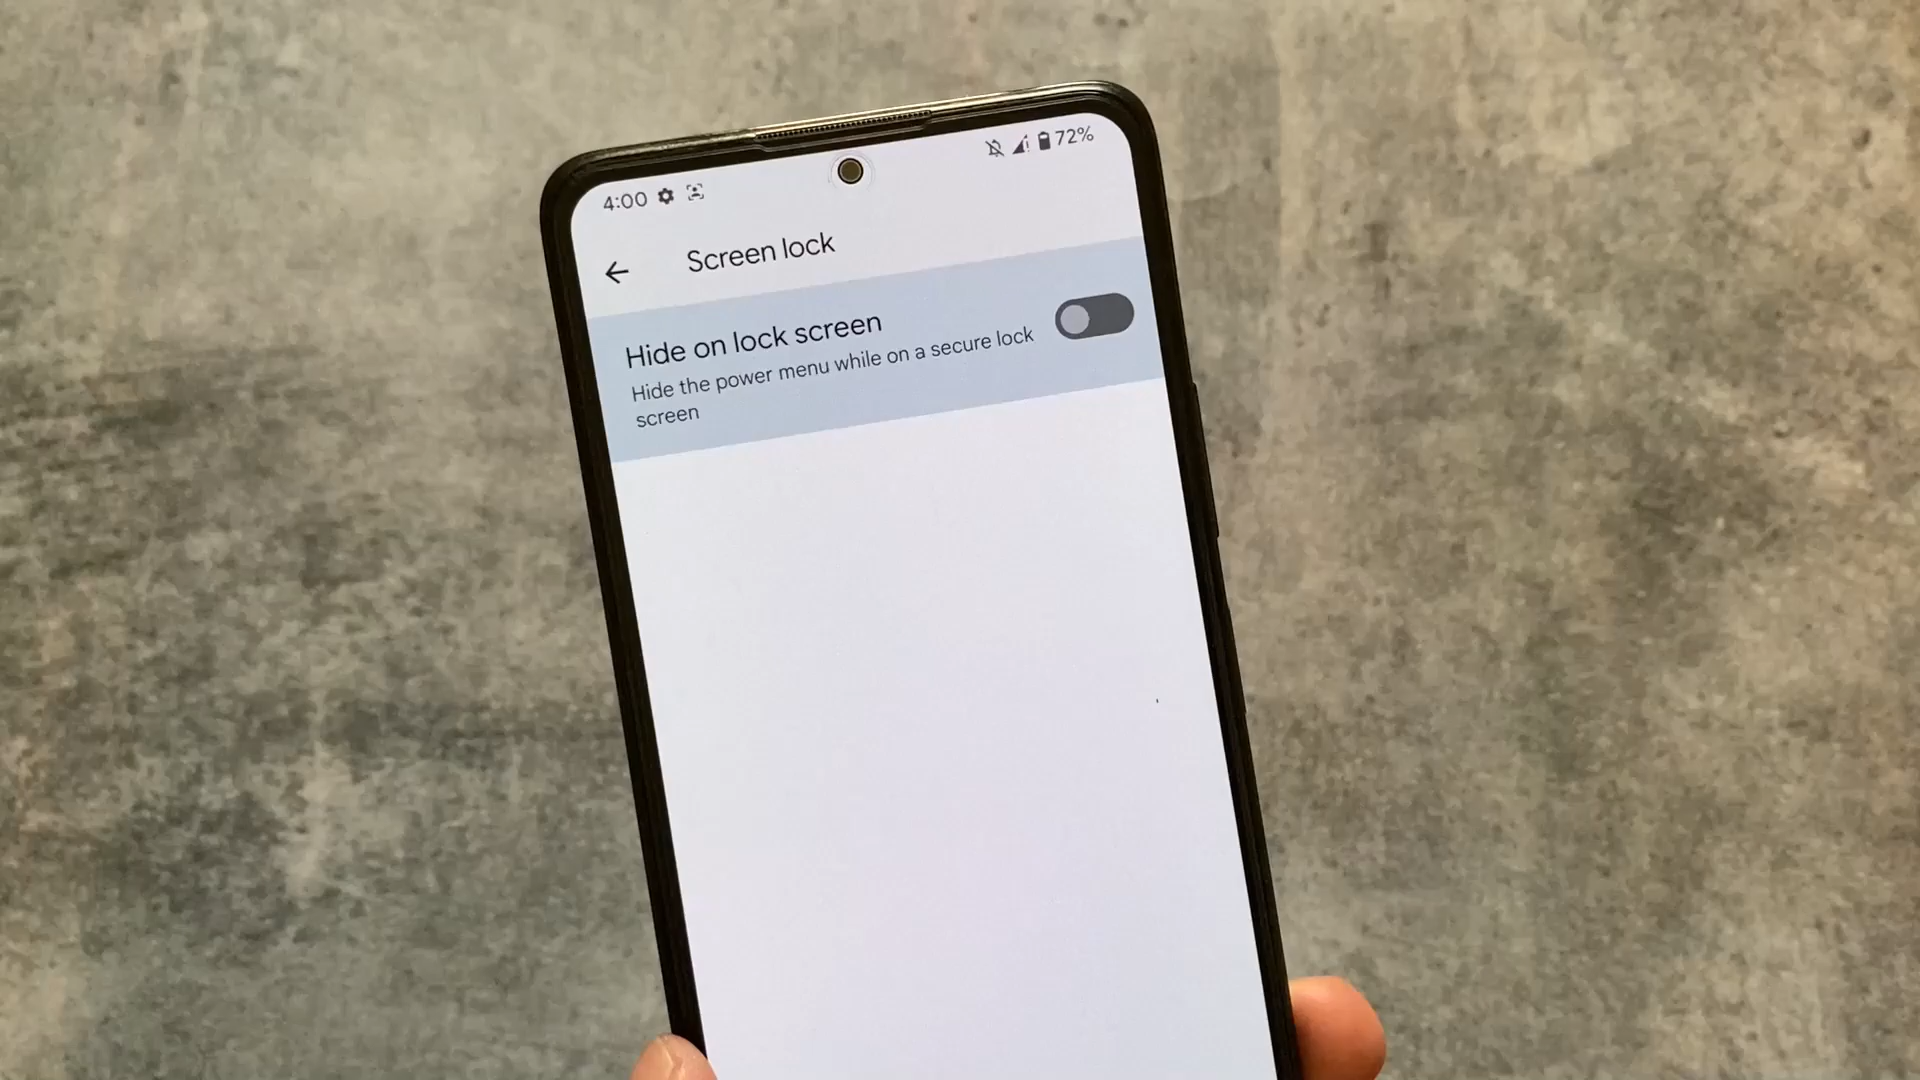 4:00 72%
Screen lock
Hide on lock screen
Hide the power menu while on a secure lock
screen